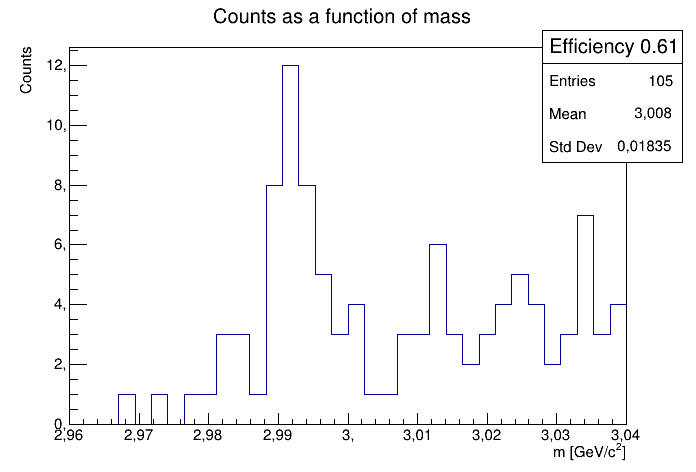 Counts as a function of mass
Counts
Efficiency 0.61
Entries 105
Mean 3,008
Std Dev 0,01835
12,
10,
8,
6,
4,
2,
0,
2,96 2,97 2,98 2,99 3, 3,01 3,02 3,03 3,04
m [GeV/c²]